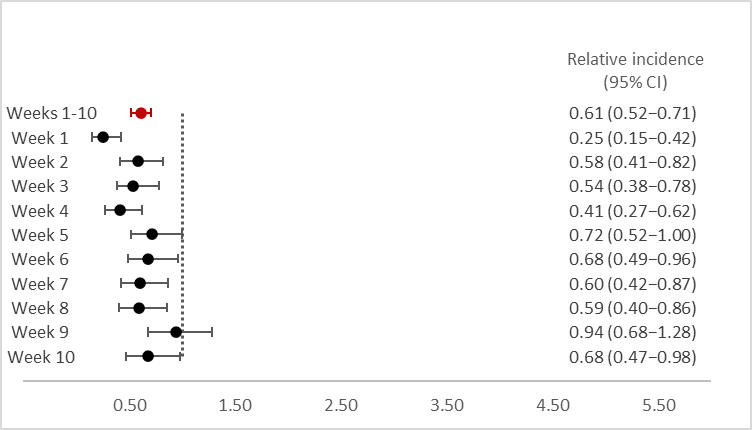 Relative incidence
(95% CI)
Weeks 1-10 0.61 (0.52–0.71)
Week 1 0.25 (0.15–0.42)
Week 2 0.58 (0.41–0.82)
Week 3 0.54 (0.38–0.78)
Week 4 0.41 (0.27–0.62)
Week 5 0.72 (0.52–1.00)
Week 6 0.68 (0.49–0.96)
Week 7 0.60 (0.42–0.87)
Week 8 0.59 (0.40–0.86)
Week 9 0.94 (0.68–1.28)
Week 10 0.68 (0.47–0.98)
0.50 1.50 2.50 3.50 4.50 5.50